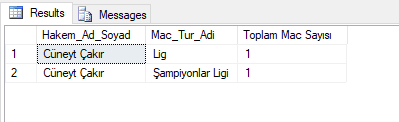 Results Messages
Hakem_Ad_Soyad Mac_Tur_Adi Toplam Mac Sayısı
1 Cüneyt Çakır Lig 1
2 Cüneyt Çakır Şampiyonlar Ligi 1